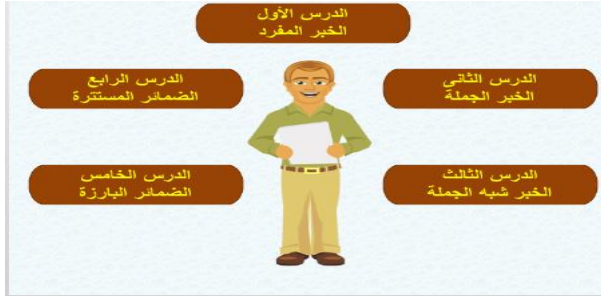 الدرس الأول
الخبر المفرد
الدرس الثاني
الخبر الجملة
الدرس الثالث
الخبر شبه الجملة
الدرس الرابع
الضمائر المستترة
الدرس الخامس
الضمائر البارزة